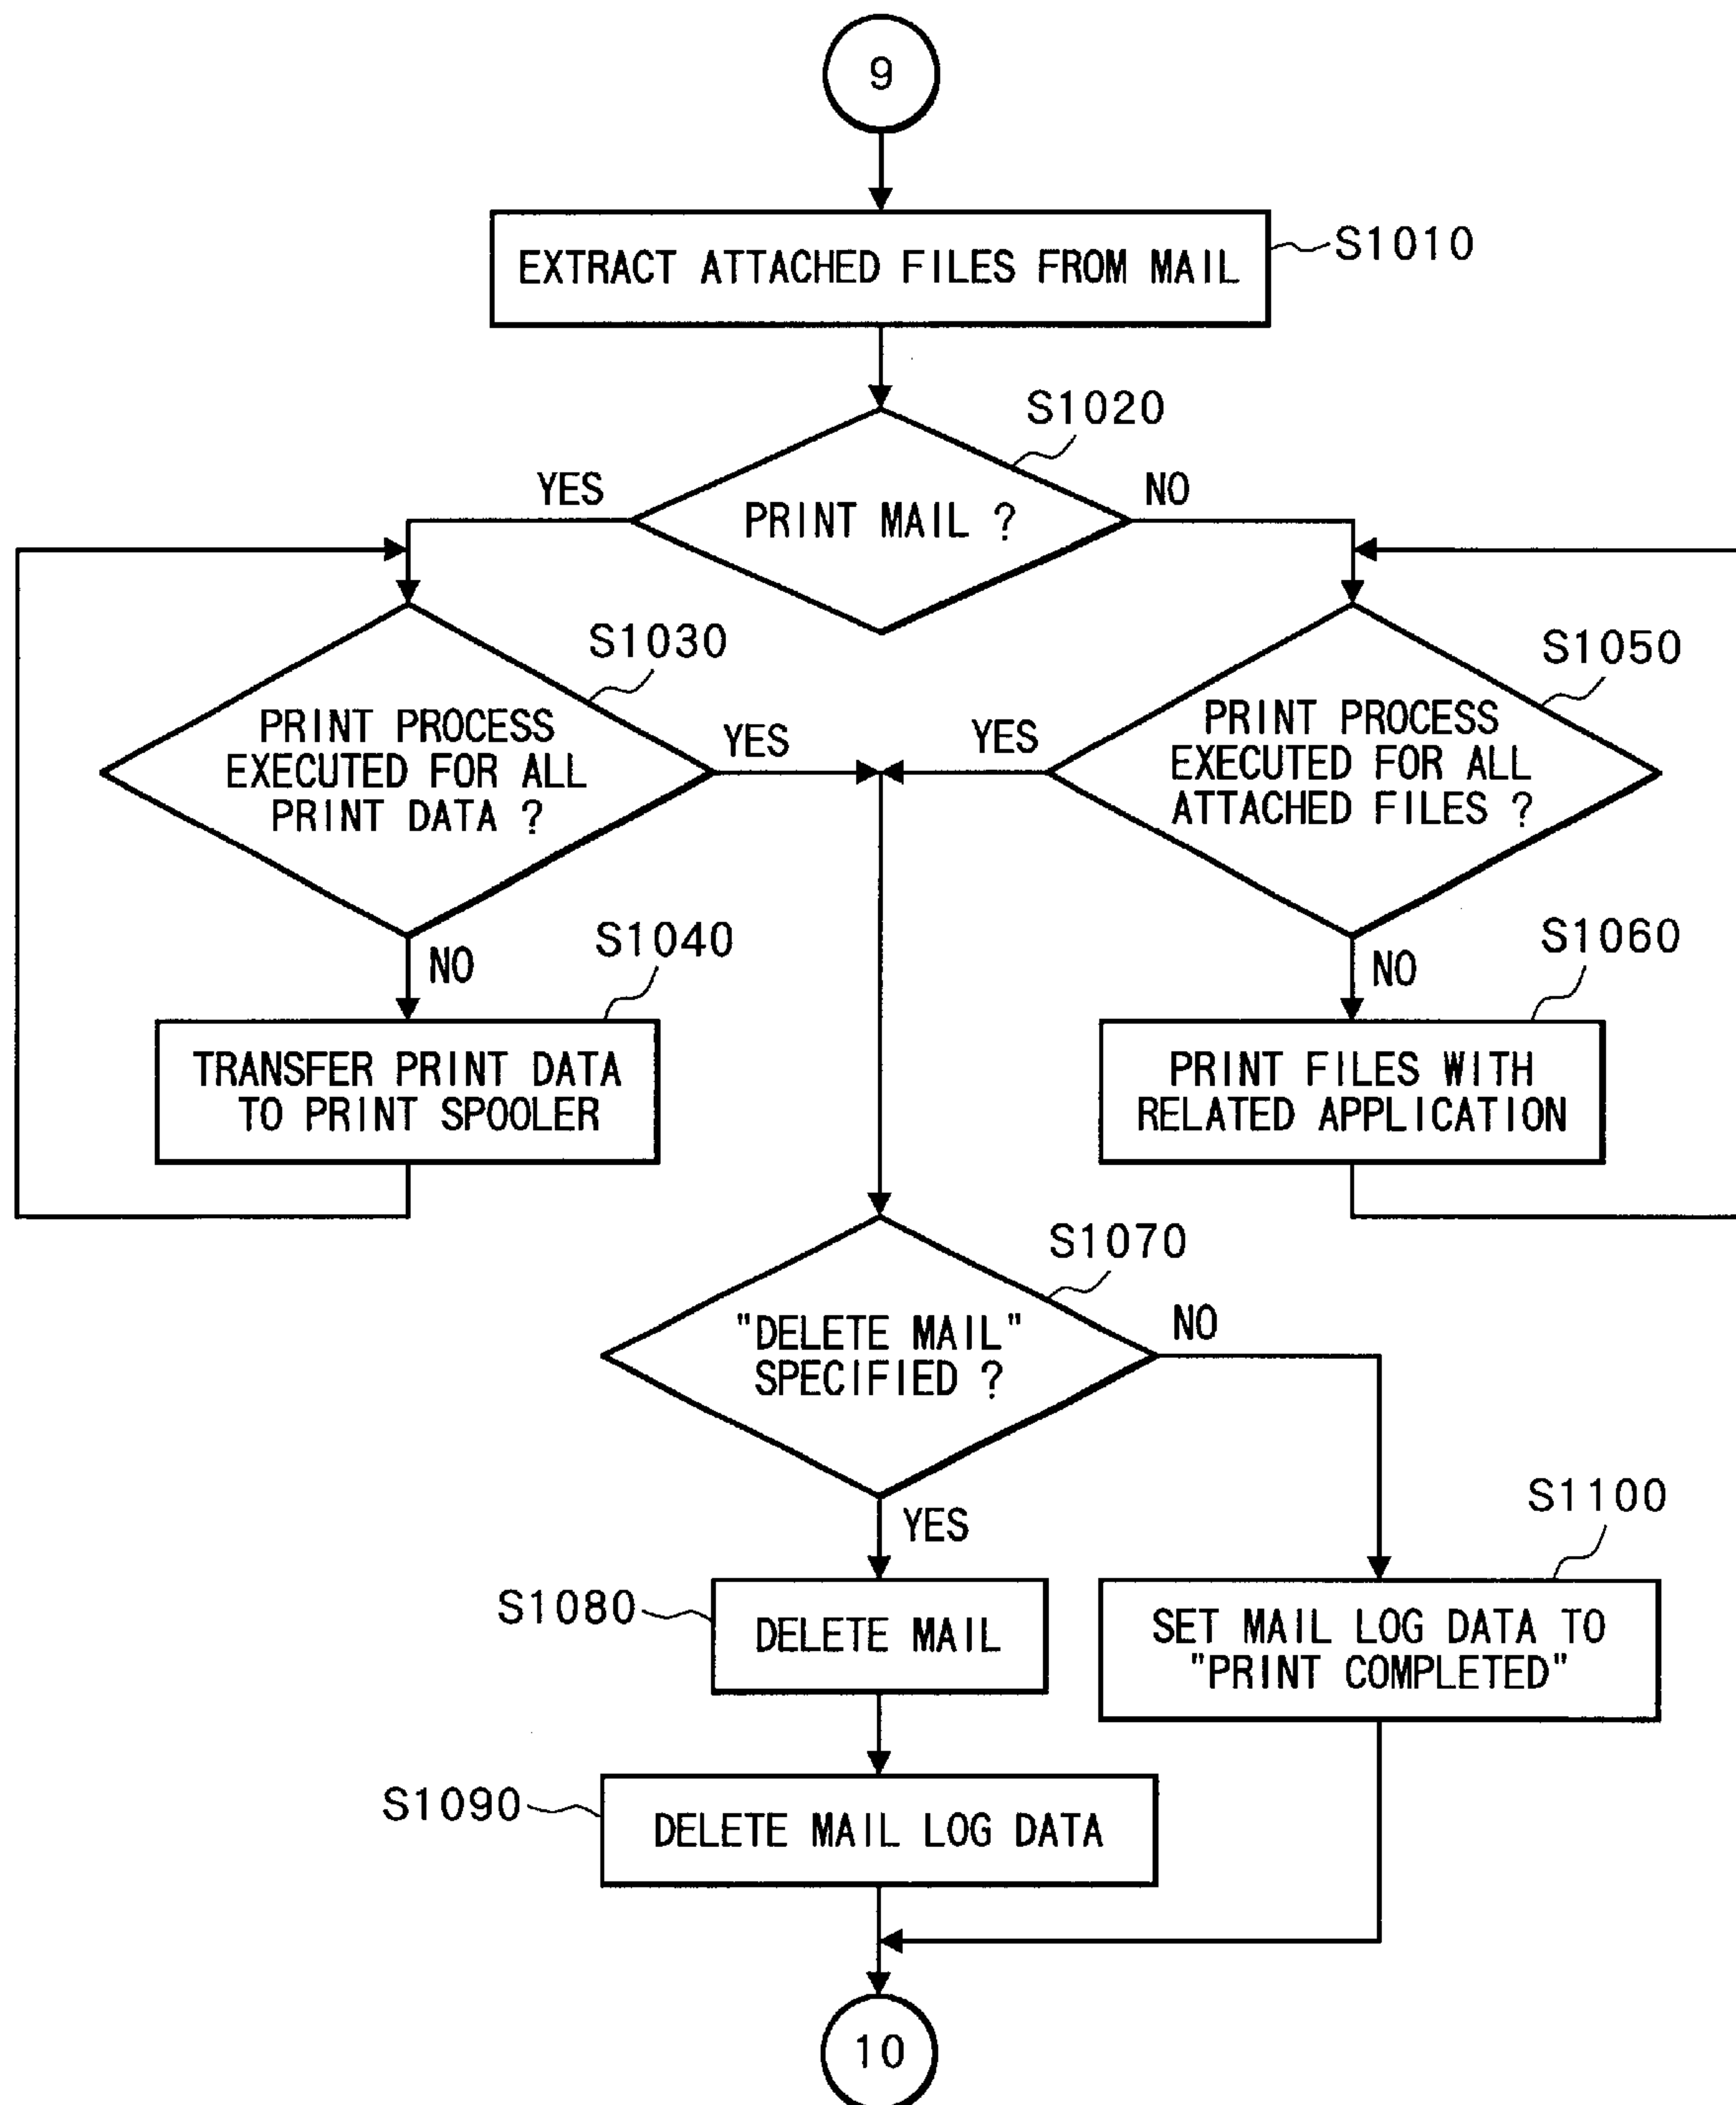 9
S1010
EXTRACT ATTACHED FILES FROM MAIL
S1020
YES
NO
PRINT MAIL ?
S1030
S1050
PRINT PROCESS
EXECUTED FOR ALL
PRINT DATA ?
YES
YES
PRINT PROCESS
EXECUTED FOR ALL
ATTACHED FILES ?
S1040
NO
S1060
NO
TRANSFER PRINT DATA
TO PRINT SPOOLER
PRINT FILES WITH
RELATED APPLICATION
S1070
"DELETE MAIL"
SPECIFIED ?
NO
YES
S1100
S1080
DELETE MAIL
SET MAIL LOG DATA TO
"PRINT COMPLETED"
S1090
DELETE MAIL LOG DATA
10